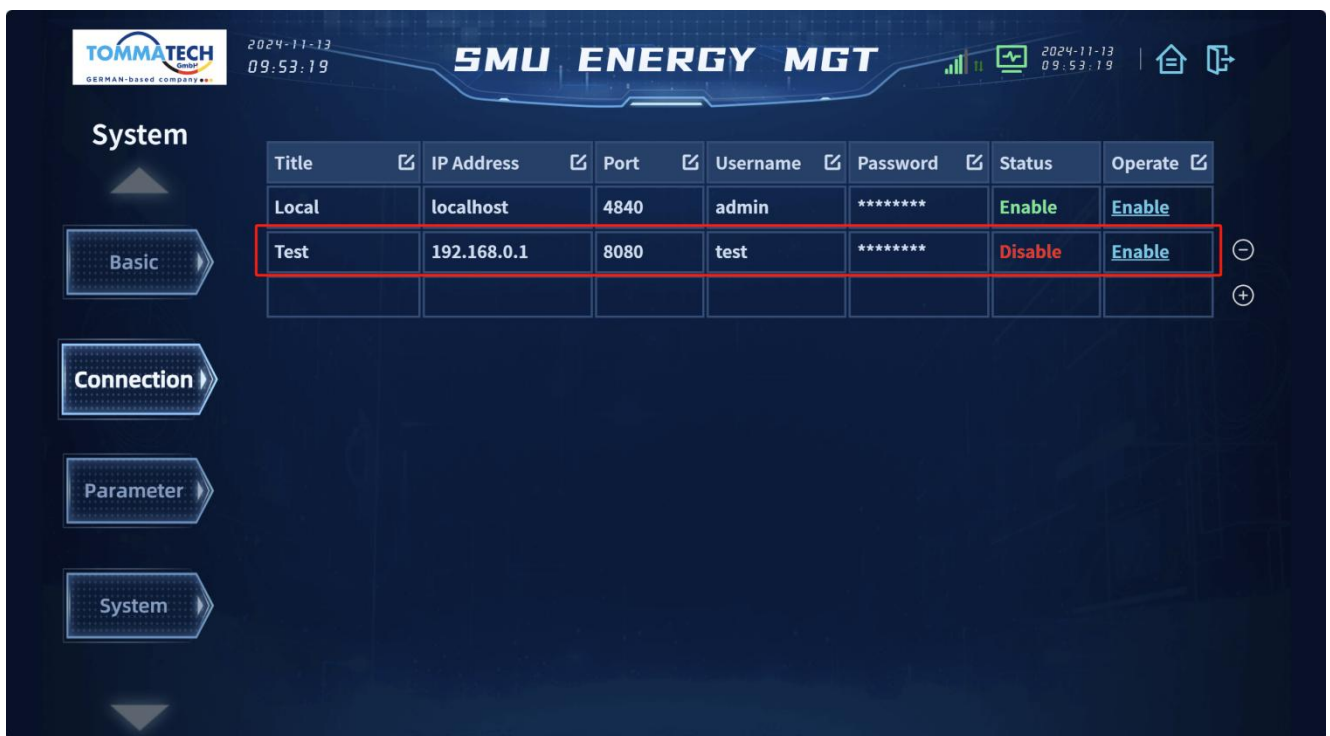 TOMMATECH
GmbH
GERMAN-based company
2024-11-13
09:53:19
SMU ENERGY MGT
2024-11-13
09:53:19
System
Title IP Address Port Username Password Status Operate
Local localhost 4840 admin ******** Enable Enable
Test 192.168.0.1 8080 test ******** Disable Enable
Basic
Connection
Parameter
System